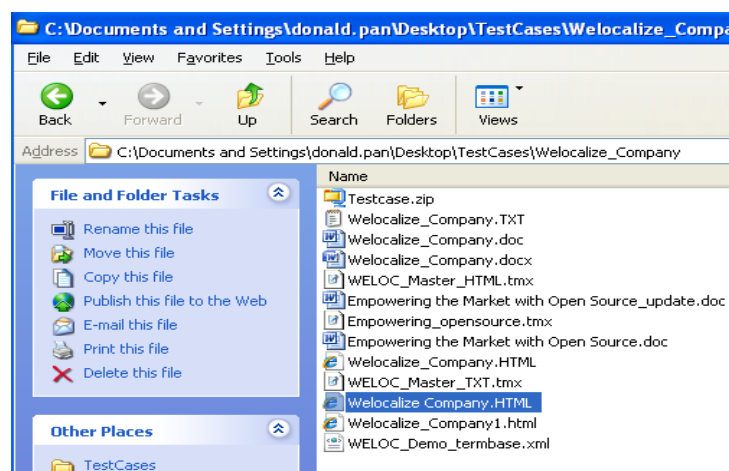 C:\Documents and Settings\donald.pan\Desktop\TestCases\Welocalize_Compa
File Edit View Favorites Tools Help
Back Forward Up Search Folders Views
Address C:\Documents and Settings\donald.pan\Desktop\TestCases\Welocalize_Company
File and Folder Tasks
Rename this file
Move this file
Copy this file
Publish this file to the Web
E-mail this file
Print this file
Delete this file
Other Places
TestCases
Name
Testcase.zip
Welocalize_Company.TXT
Welocalize_Company.doc
Welocalize_Company.docx
WELOC_Master_HTML.tmx
Empowering the Market with Open Source_update.doc
Empowering_opensource.tmx
Empowering the Market with Open Source.doc
Welocalize_Company.HTML
WELOC_Master_TXT.tmx
Welocalize Company.HTML
Welocalize_Company1.html
WELOC_Demo_termbase.xml